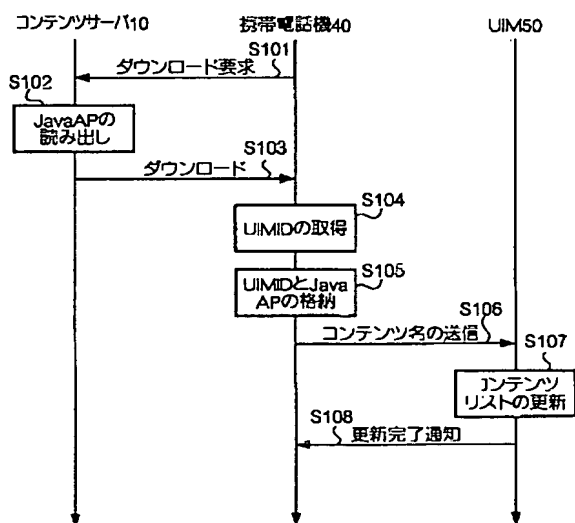 コンテンツサーバ10
携帯電話機40
UIM50
S101
ダウンロード要求
S102
JavaAPの
読み出し
S103
ダウンロード
S104
UIMIDの取得
S105
UIMIDとJava
APの格納
S106
コンテンツ名の送信
S107
コンテンツ
リストの更新
S108
更新完了通知